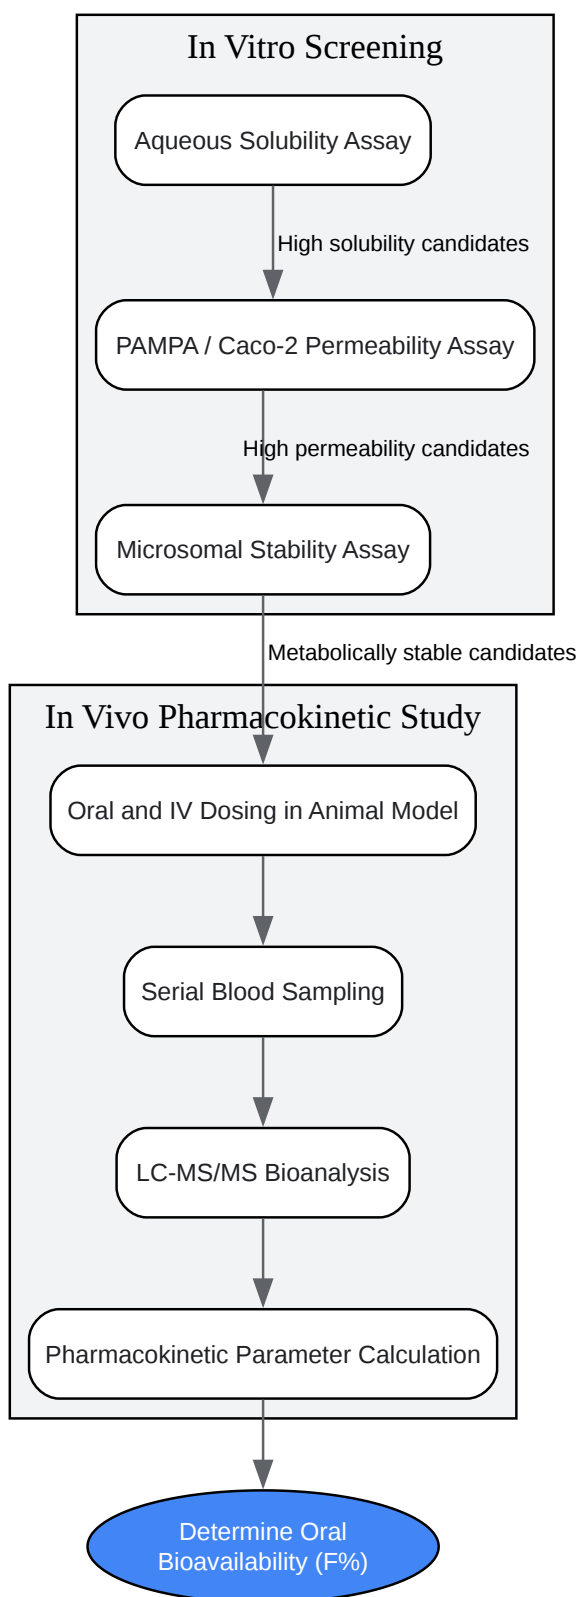 In Vitro Screening
Aqueous Solubility Assay
High solubility candidates
PAMPA / Caco-2 Permeability Assay
High permeability candidates
Microsomal Stability Assay
Metabolically stable candidates
In Vivo Pharmacokinetic Study
Oral and IV Dosing in Animal Model
Serial Blood Sampling
LC-MS/MS Bioanalysis
Pharmacokinetic Parameter Calculation
Determine Oral
Bioavailability (F%)